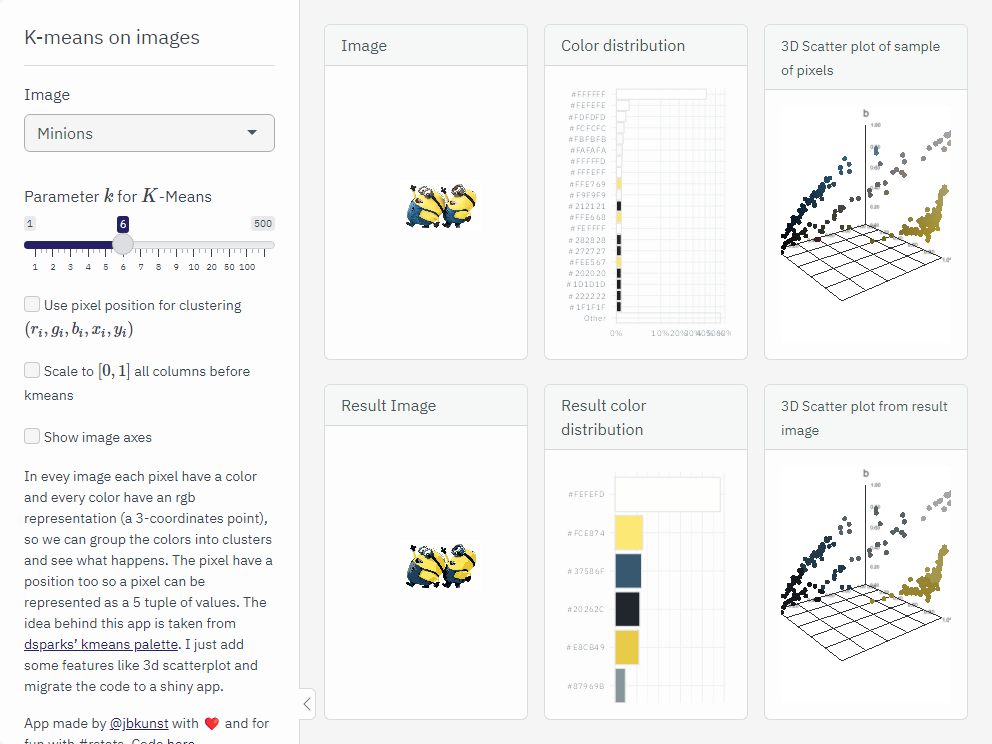 K-means on images
Image
Minions
Parameter k for K-Means
1 6 500
1 2 3 4 5 6 7 8 9 10 20 50 100
Use pixel position for clustering
(r_i, g_i, b_i, x_i, y_i)
Scale to [0, 1] all columns before
kmeans
Show image axes
In evey image each pixel have a color
and every color have an rgb
representation (a 3-coordinates point),
so we can group the colors into clusters
and see what happens. The pixel have a
position too so a pixel can be
represented as a 5 tuple of values. The
idea behind this app is taken from
dsparks' kmeans palette. I just add
some features like 3d scatterplot and
migrate the code to a shiny app.
App made by @jbkunst with ❤️ and for
fun with #rstats. Code here.
Image
Color distribution
#FFFFFF
#FEFEFE
#FDFDFD
#FCFCFC
#FBFBFB
#FAFAFA
#FFFFFD
#FFFEFF
#FFE769
#F9F9F9
#212121
#FFE668
#FEFFFF
#282828
#272727
#FEE567
#202020
#1D1D1D
#222222
#1F1F1F
Other
0% 10%
3D Scatter plot of sample
of pixels
b
1.00
Result Image
Result color
distribution
#FEFEFD
#FCE874
#37586F
#20262C
#E8CB49
#87969B
3D Scatter plot from result
image
b
1.00